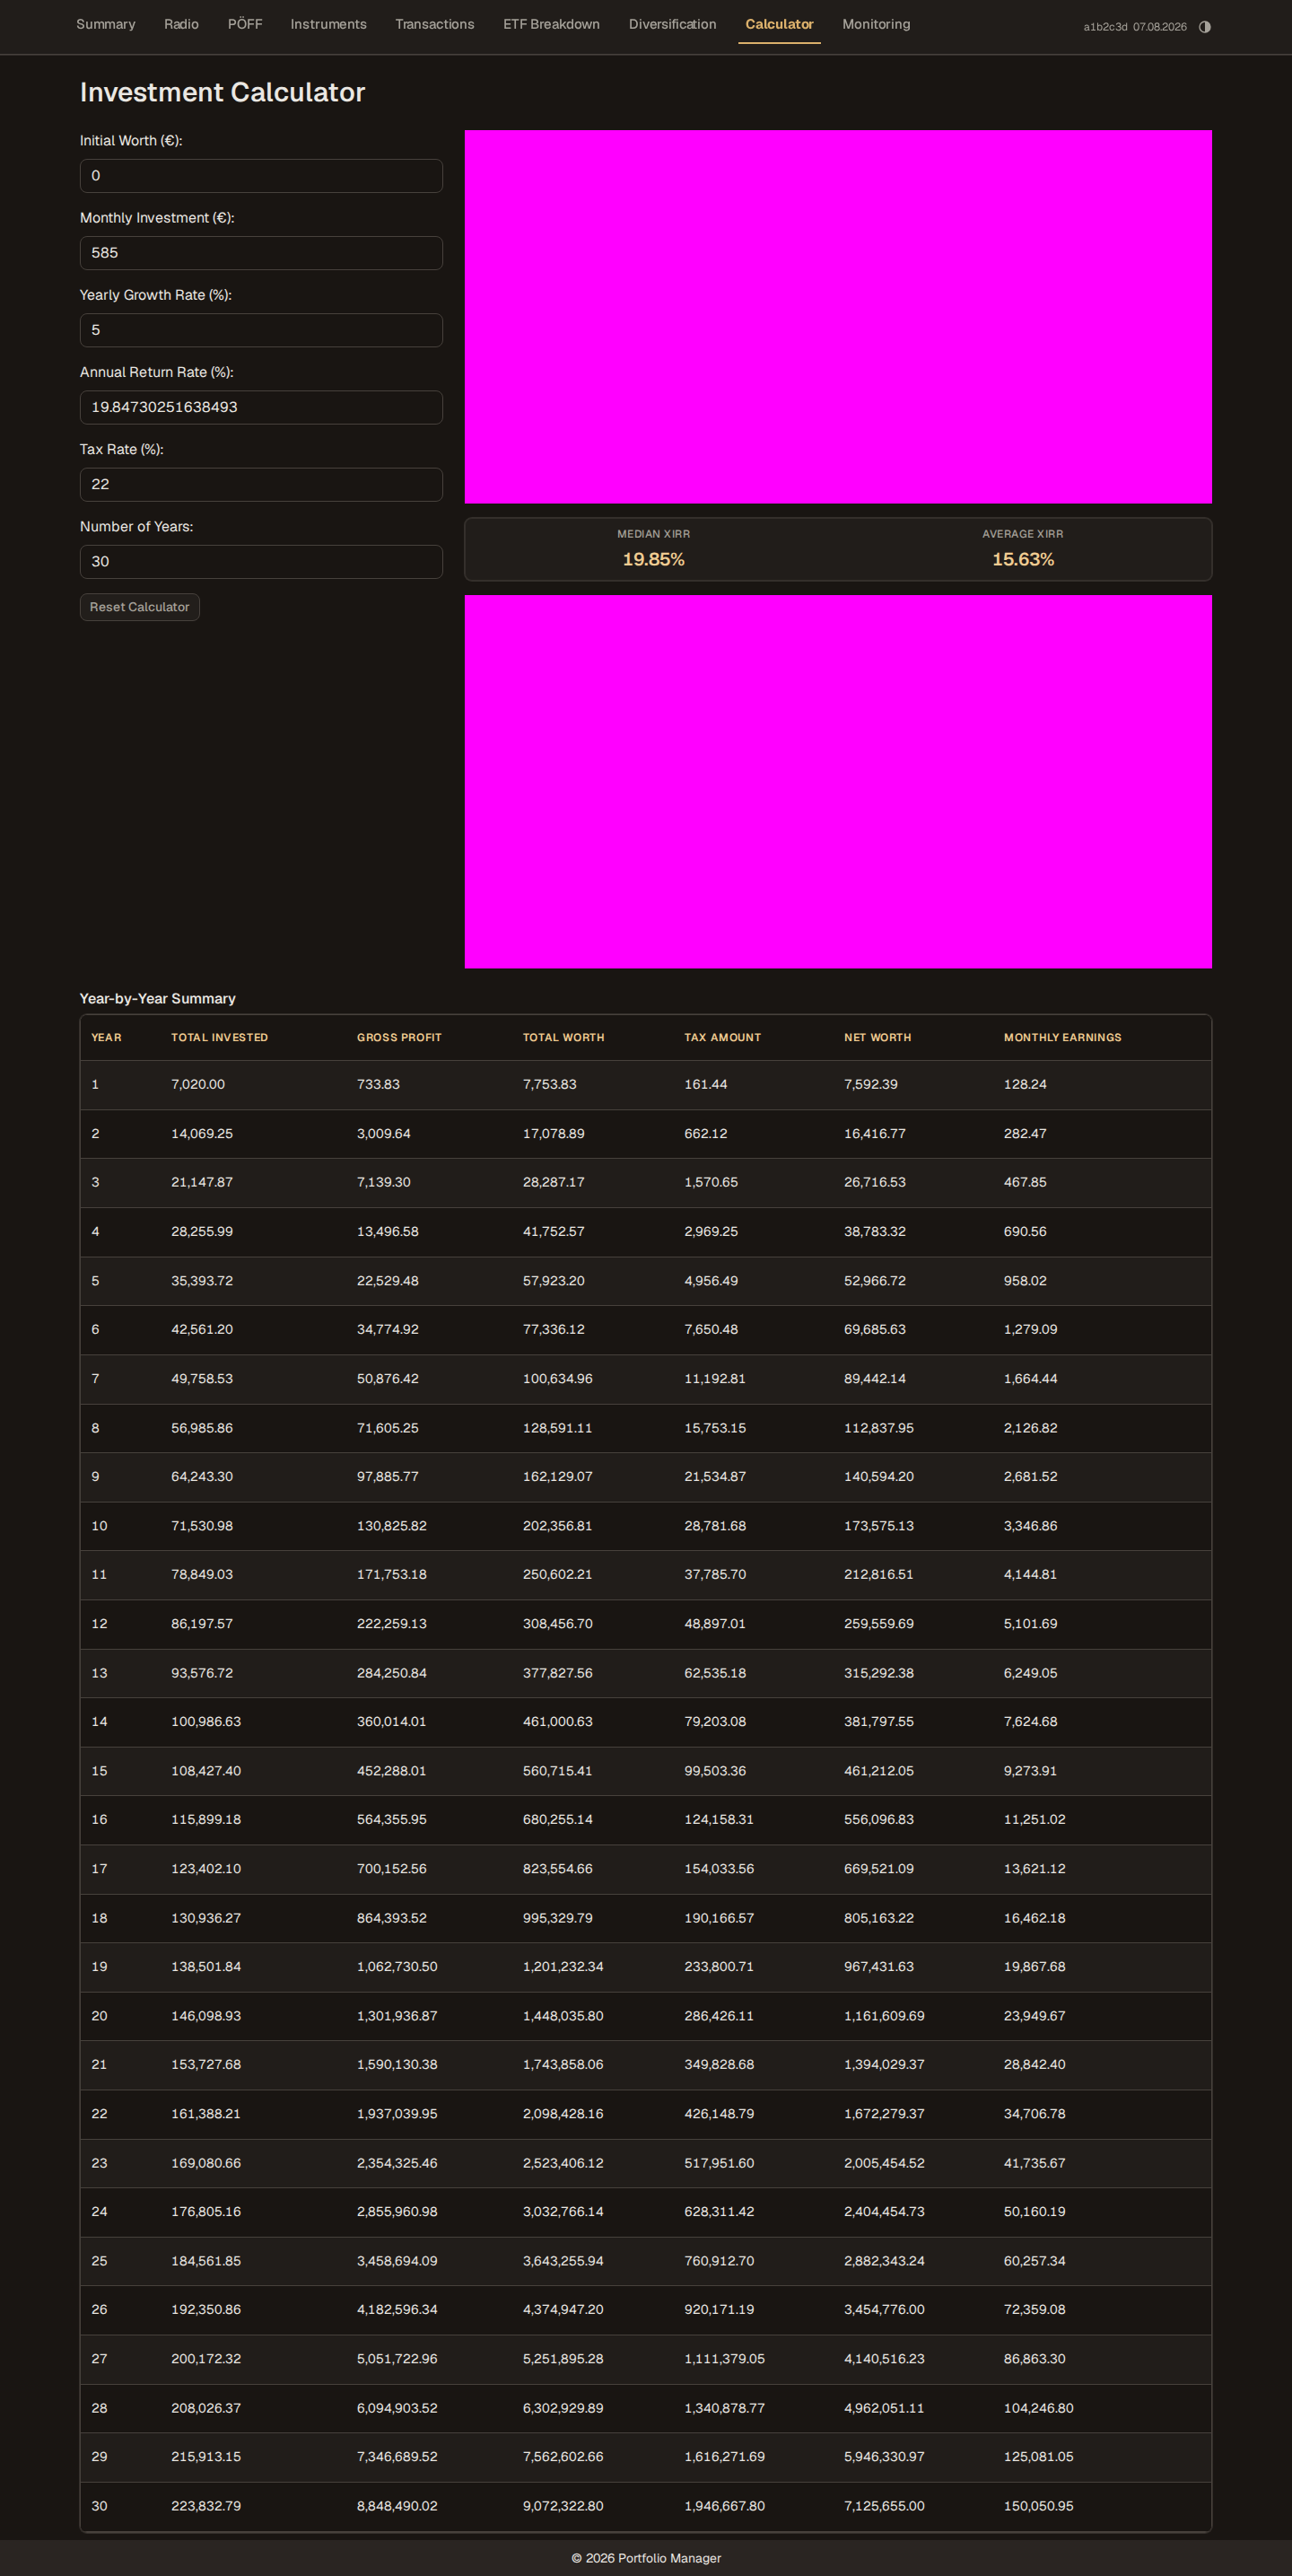 Summary Radio PÖFF Instruments Transactions ETF Breakdown Diversification Calculator Monitoring a1b2c3d 07.08.2026
Investment Calculator
Initial Worth (€):
0
Monthly Investment (€):
585
Yearly Growth Rate (%):
5
Annual Return Rate (%):
19.84730251638493
Tax Rate (%):
22
Number of Years:
30
Reset Calculator
MEDIAN XIRR AVERAGE XIRR
19.85% 15.63%
Year-by-Year Summary
YEAR TOTAL INVESTED GROSS PROFIT TOTAL WORTH TAX AMOUNT NET WORTH MONTHLY EARNINGS
1 7,020.00 733.83 7,753.83 161.44 7,592.39 128.24
2 14,069.25 3,009.64 17,078.89 662.12 16,416.77 282.47
3 21,147.87 7,139.30 28,287.17 1,570.65 26,716.53 467.85
4 28,255.99 13,496.58 41,752.57 2,969.25 38,783.32 690.56
5 35,393.72 22,529.48 57,923.20 4,956.49 52,966.72 958.02
6 42,561.20 34,774.92 77,336.12 7,650.48 69,685.63 1,279.09
7 49,758.53 50,876.42 100,634.96 11,192.81 89,442.14 1,664.44
8 56,985.86 71,605.25 128,591.11 15,753.15 112,837.95 2,126.82
9 64,243.30 97,885.77 162,129.07 21,534.87 140,594.20 2,681.52
10 71,530.98 130,825.82 202,356.81 28,781.68 173,575.13 3,346.86
11 78,849.03 171,753.18 250,602.21 37,785.70 212,816.51 4,144.81
12 86,197.57 222,259.13 308,456.70 48,897.01 259,559.69 5,101.69
13 93,576.72 284,250.84 377,827.56 62,535.18 315,292.38 6,249.05
14 100,986.63 360,014.01 461,000.63 79,203.08 381,797.55 7,624.68
15 108,427.40 452,288.01 560,715.41 99,503.36 461,212.05 9,273.91
16 115,899.18 564,355.95 680,255.14 124,158.31 556,096.83 11,251.02
17 123,402.10 700,152.56 823,554.66 154,033.56 669,521.09 13,621.12
18 130,936.27 864,393.52 995,329.79 190,166.57 805,163.22 16,462.18
19 138,501.84 1,062,730.50 1,201,232.34 233,800.71 967,431.63 19,867.68
20 146,098.93 1,301,936.87 1,448,035.80 286,426.11 1,161,609.69 23,949.67
21 153,727.68 1,590,130.38 1,743,858.06 349,828.68 1,394,029.37 28,842.40
22 161,388.21 1,937,039.95 2,098,428.16 426,148.79 1,672,279.37 34,706.78
23 169,080.66 2,354,325.46 2,523,406.12 517,951.60 2,005,454.52 41,735.67
24 176,805.16 2,855,960.98 3,032,766.14 628,311.42 2,404,454.73 50,160.19
25 184,561.85 3,458,694.09 3,643,255.94 760,912.70 2,882,343.24 60,257.34
26 192,350.86 4,182,596.34 4,374,947.20 920,171.19 3,454,776.00 72,359.08
27 200,172.32 5,051,722.96 5,251,895.28 1,111,379.05 4,140,516.23 86,863.30
28 208,026.37 6,094,903.52 6,302,929.89 1,340,878.77 4,962,051.11 104,246.80
29 215,913.15 7,346,689.52 7,562,602.66 1,616,271.69 5,946,330.97 125,081.05
30 223,832.79 8,848,490.02 9,072,322.80 1,946,667.80 7,125,655.00 150,050.95
© 2026 Portfolio Manager